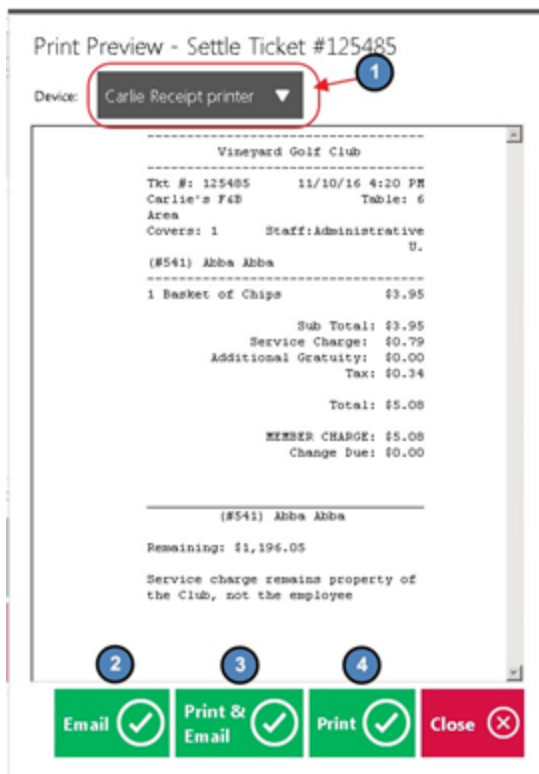 Print Preview - Settle Ticket #125485
1
Device: Carlie Receipt printer
Vineyard Golf Club
Tkt #: 125485 11/10/16 4:20 PM
Carlie's F&B Table: 6
Area
Covers: 1 Staff:Administrative
U.
(#541) Abba Abba
1 Basket of Chips $3.95
Sub Total: $3.95
Service Charge: $0.79
Additional Gratuity: $0.00
Tax: $0.34
Total: $5.08
MEMBER CHARGE: $5.08
Change Due: $0.00
(#541) Abba Abba
Remaining: $1,196.05
Service charge remains property of
the Club, not the employee
2 3 4
Email Print & Email Print Close